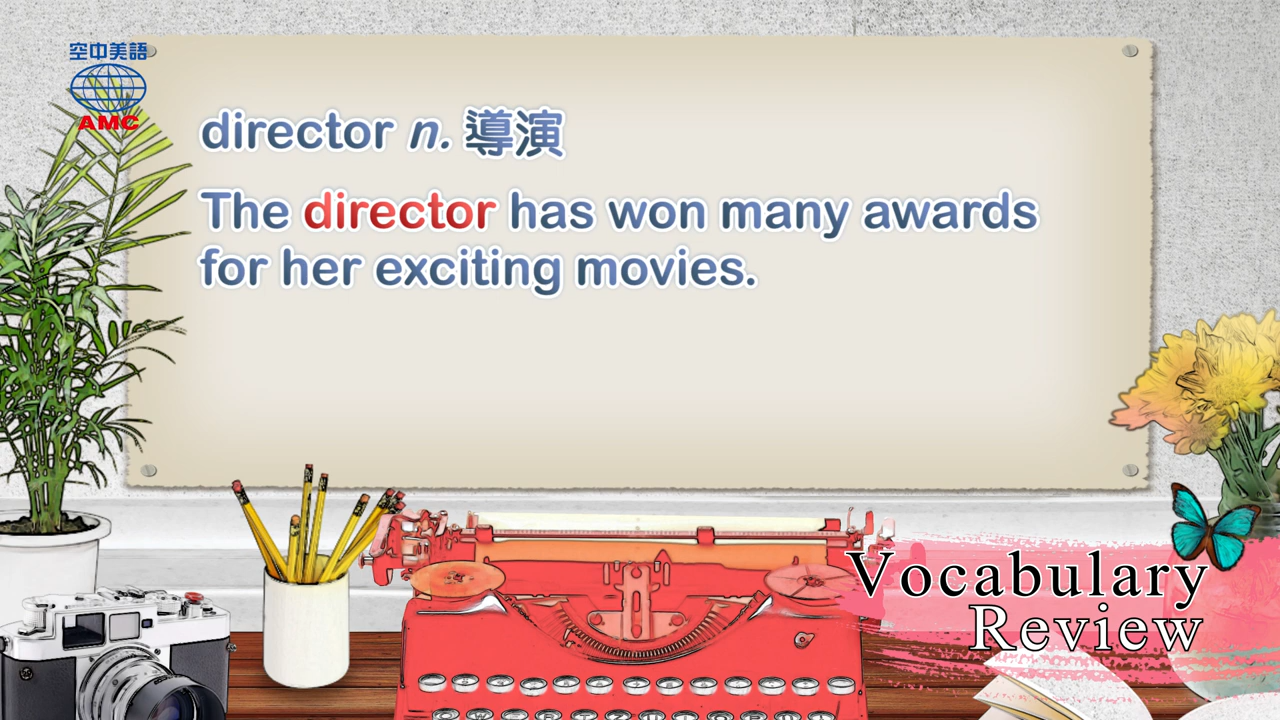 空中美語
AMC
director n. 導演
The director has won many awards
for her exciting movies.
Vocabulary
Review